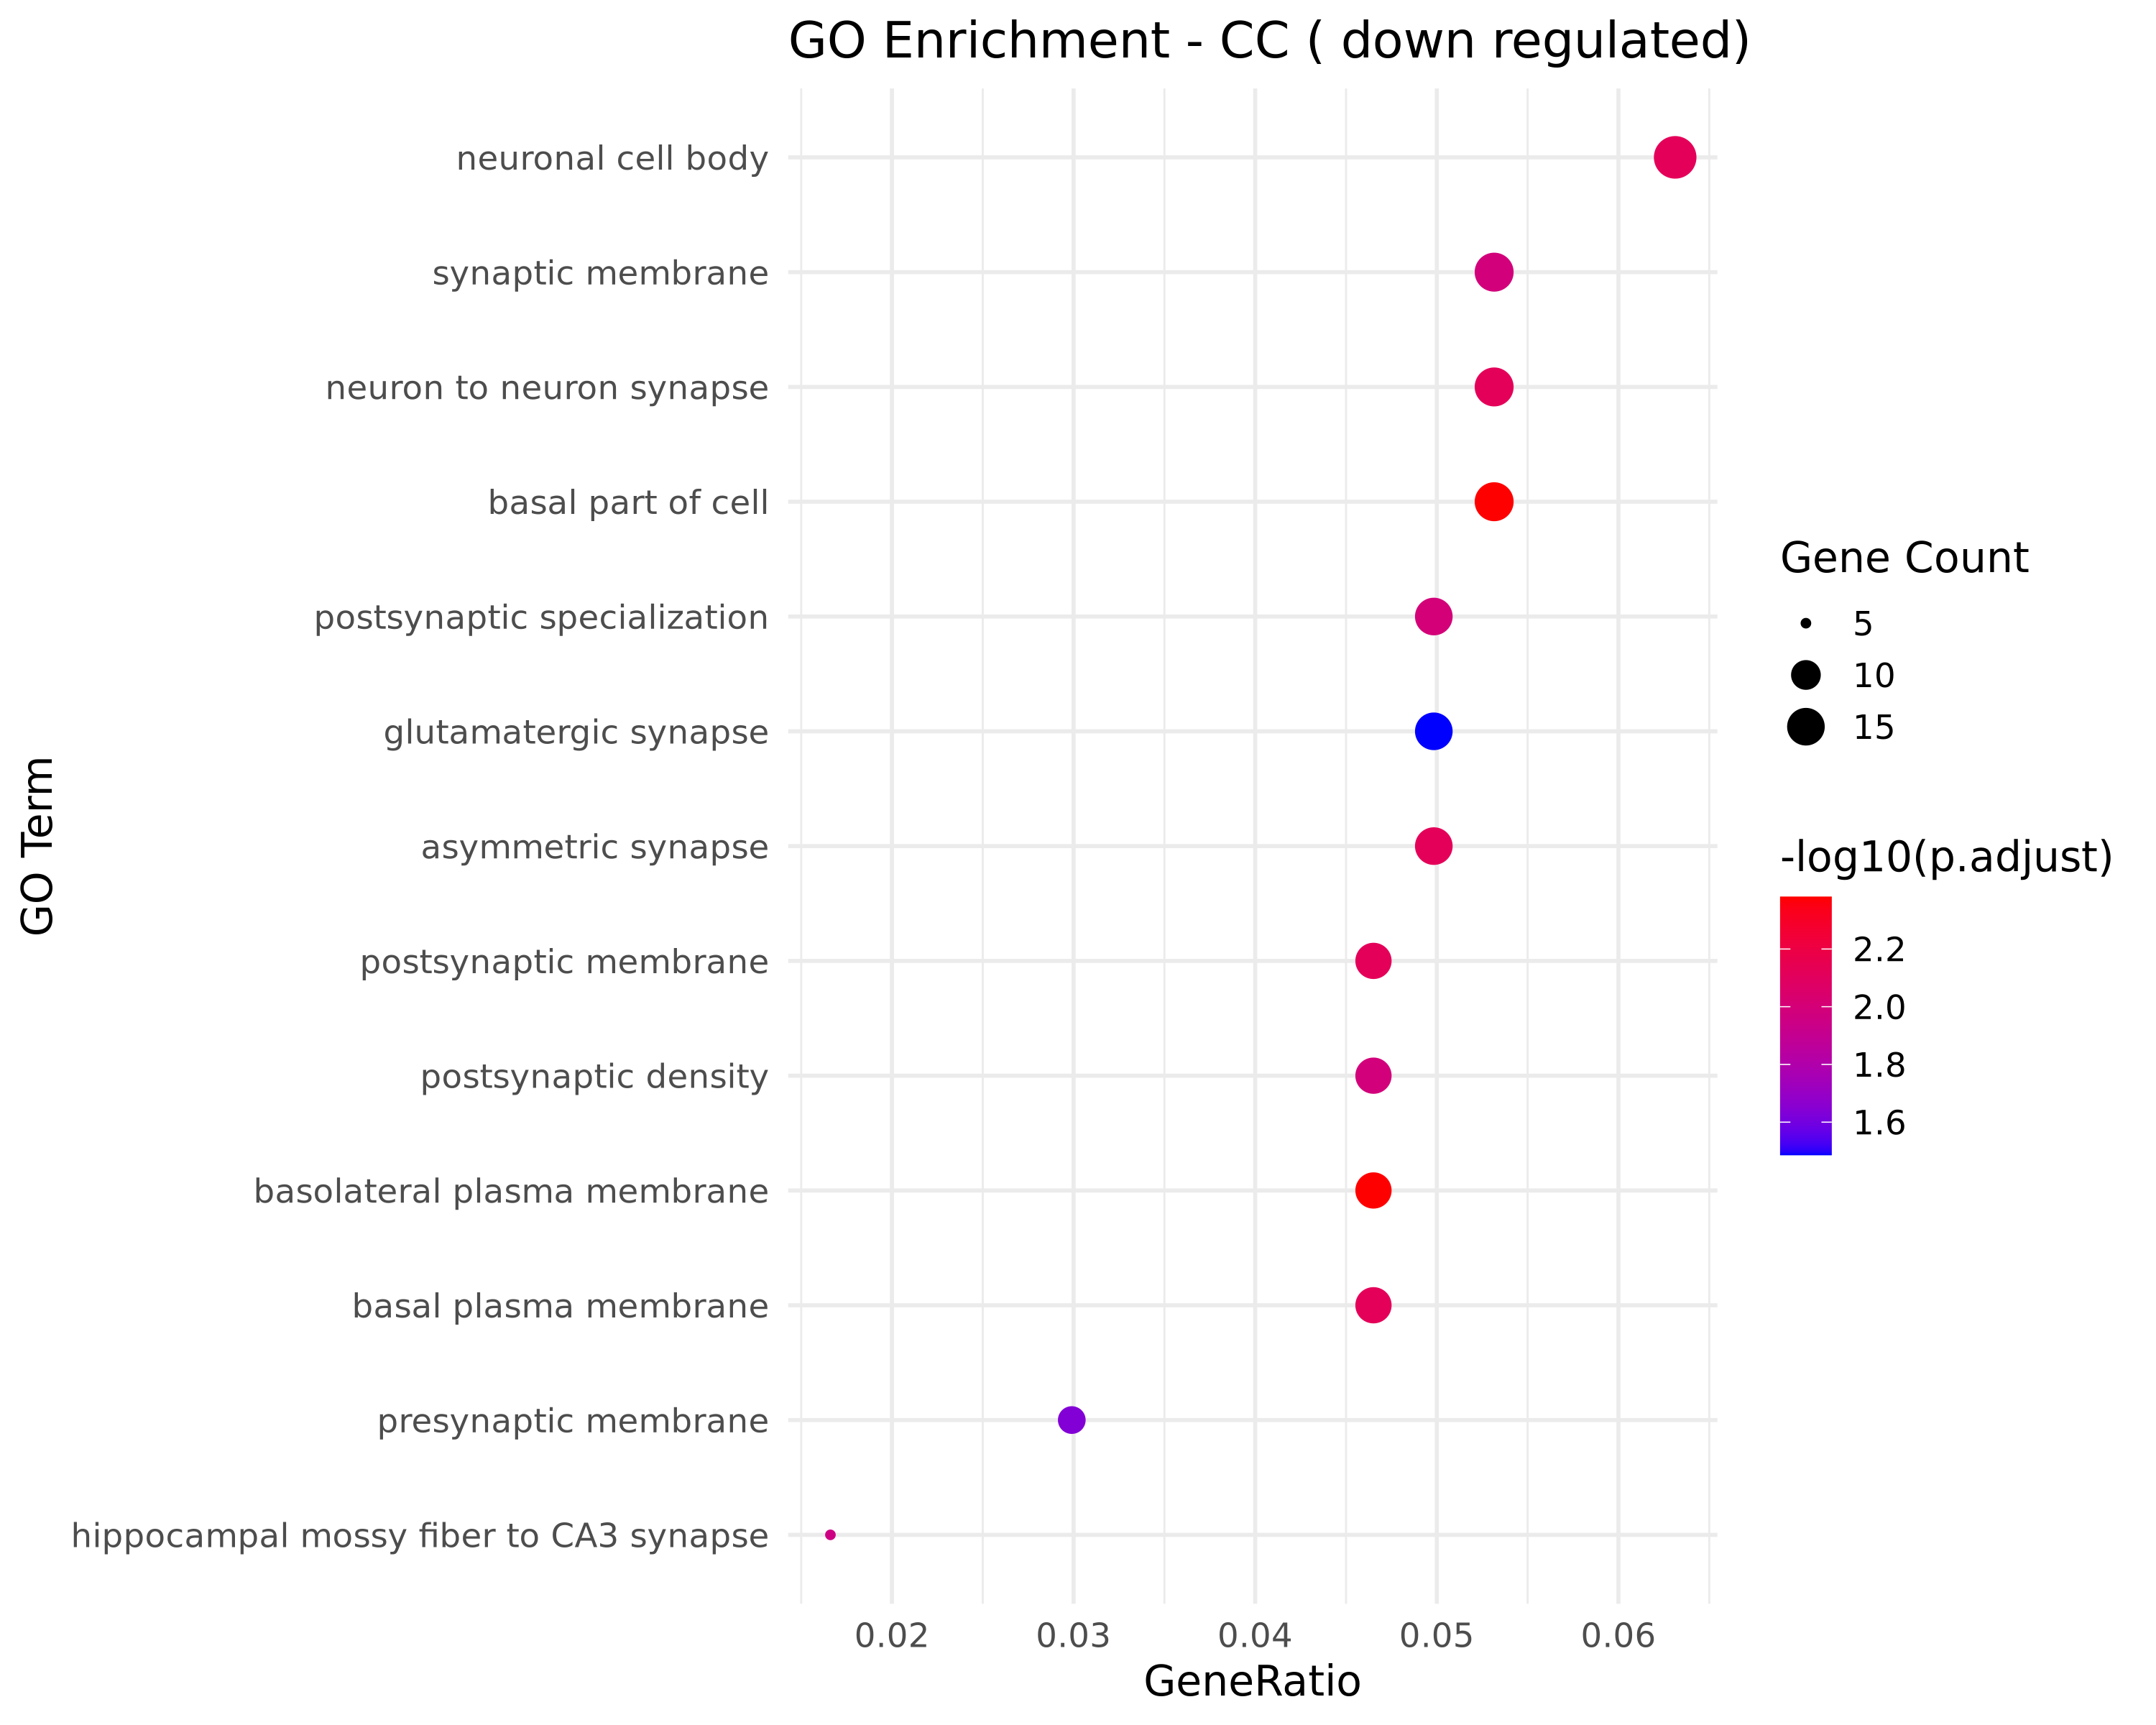 GO Enrichment - CC ( down regulated)
GO Term
neuronal cell body
synaptic membrane
neuron to neuron synapse
basal part of cell
postsynaptic specialization
glutamatergic synapse
asymmetric synapse
postsynaptic membrane
postsynaptic density
basolateral plasma membrane
basal plasma membrane
presynaptic membrane
hippocampal mossy fiber to CA3 synapse
0.02 0.03 0.04 0.05 0.06
GeneRatio
Gene Count
5
10
15
-log10(p.adjust)
2.2
2.0
1.8
1.6